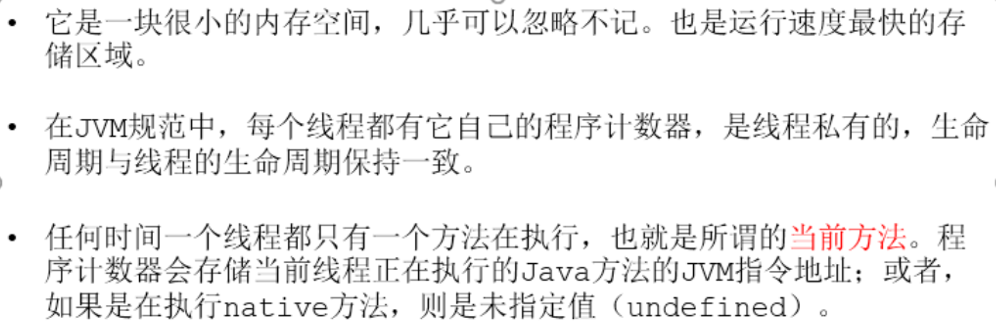 • 它是一块很小的内存空间，几乎可以忽略不记。也是运行速度最快的存
储区域。
• 在JVM规范中，每个线程都有它自己的程序计数器，是线程私有的，生命
周期与线程的生命周期保持一致。
• 任何时间一个线程都只有一个方法在执行，也就是所谓的当前方法。程
序计数器会存储当前线程正在执行的Java方法的JVM指令地址；或者，
如果是在执行native方法，则是未指定值（undefined）。